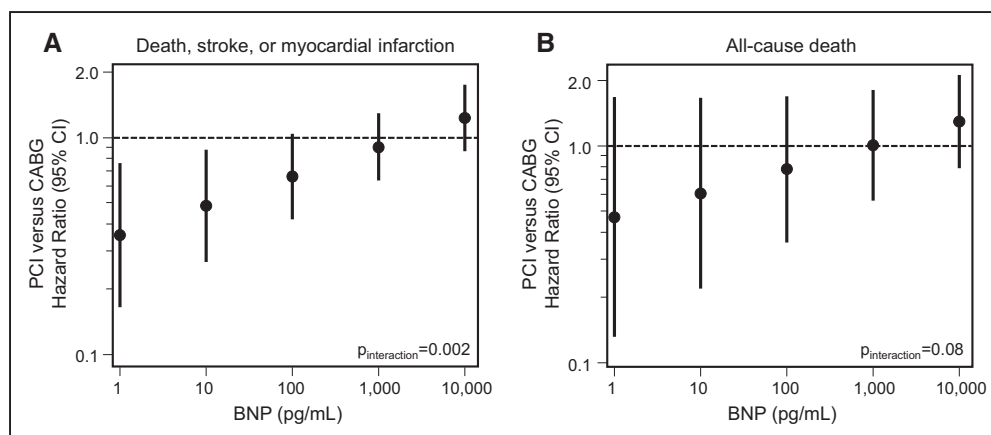 A Death, stroke, or myocardial infarction
PCI versus CABG
Hazard Ratio (95% CI)
2.0
1.0
0.1
p interaction=0.002
1 10 100 1,000 10,000
BNP (pg/mL)
B All-cause death
PCI versus CABG
Hazard Ratio (95% CI)
2.0
1.0
0.1
p interaction=0.08
1 10 100 1,000 10,000
BNP (pg/mL)